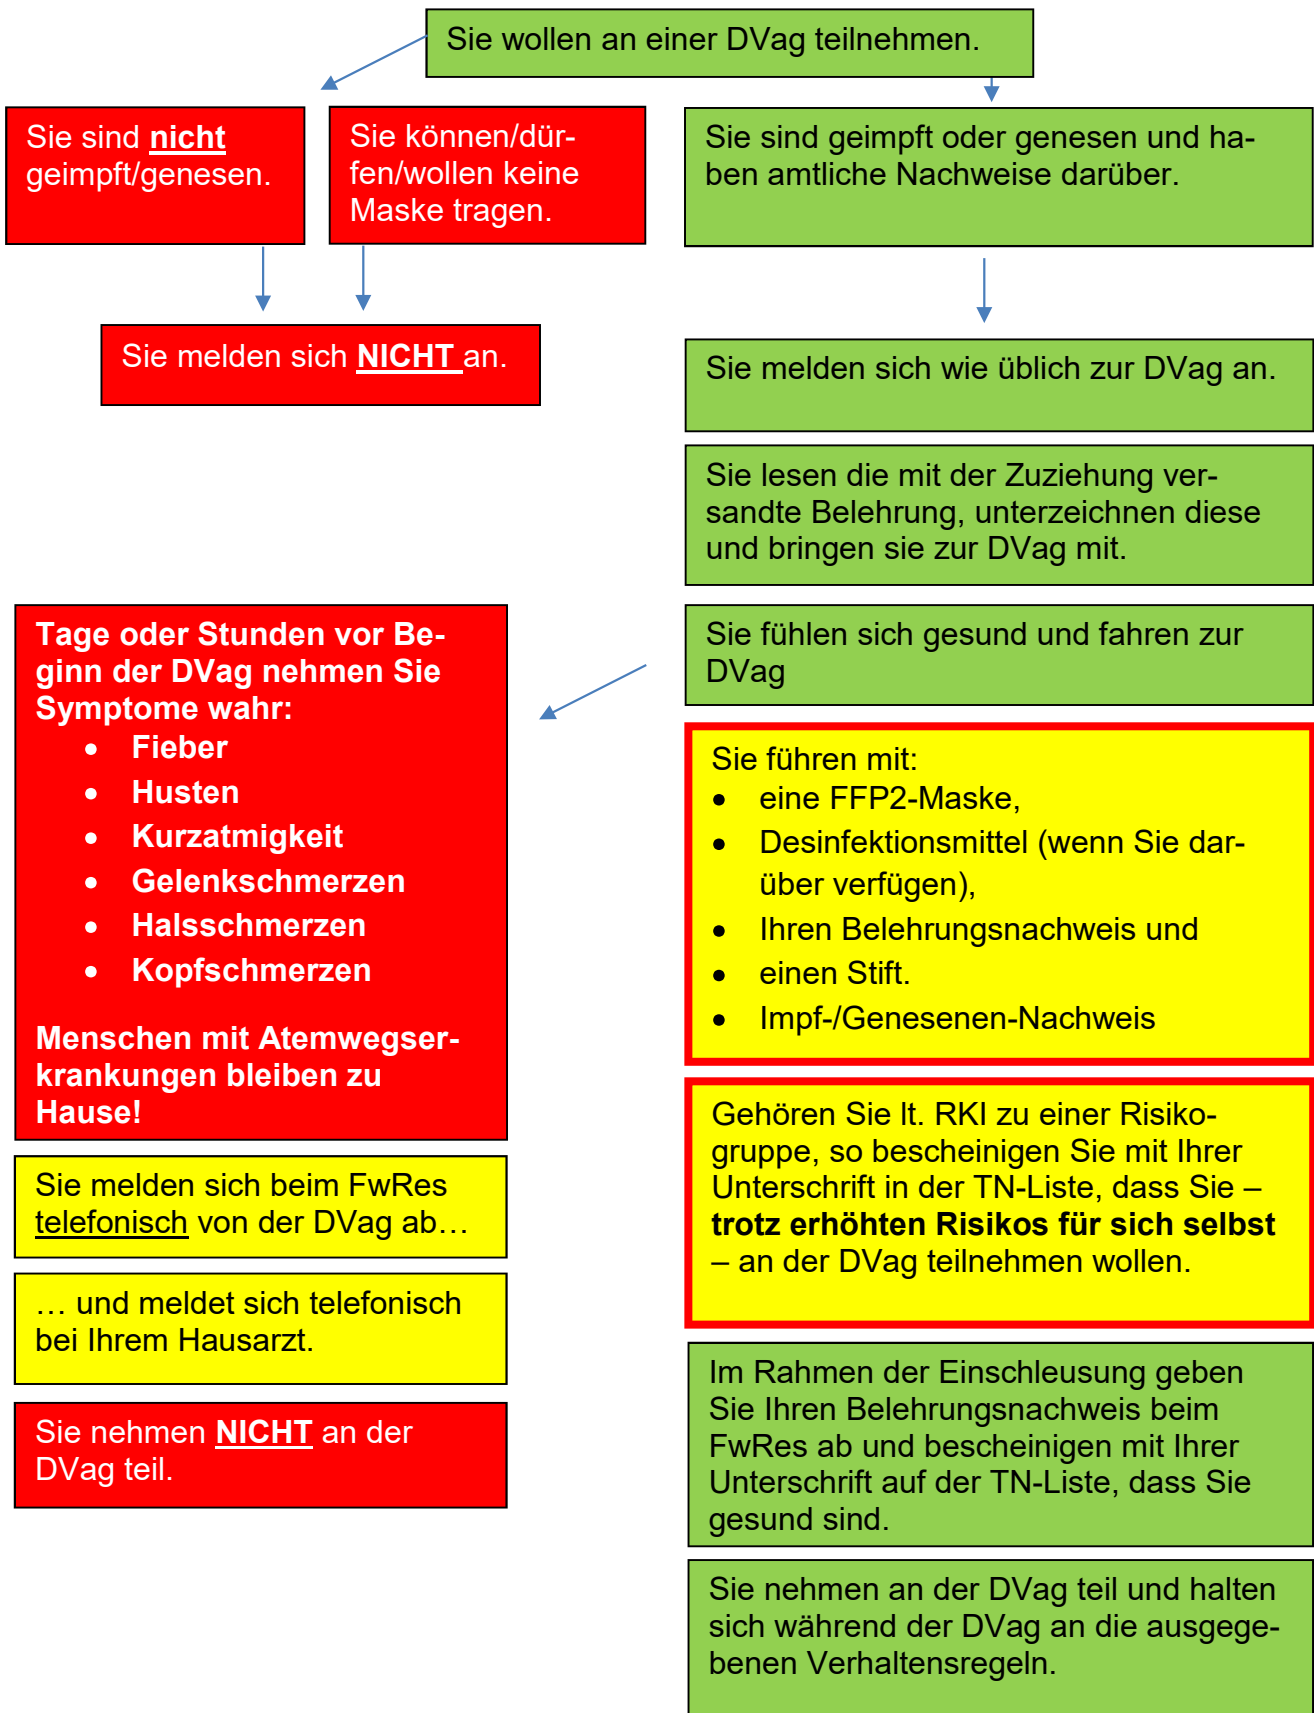 Sie wollen an einer DVag teilnehmen.
Sie sind nicht
geimpft/genesen.
Sie können/dür-
fen/wollen keine
Maske tragen.
Sie sind geimpft oder genesen und ha-
ben amtliche Nachweise darüber.
Sie melden sich NICHT an.
Sie melden sich wie üblich zur DVag an.
Sie lesen die mit der Zuziehung ver-
sandte Belehrung, unterzeichnen diese
und bringen sie zur DVag mit.
Sie fühlen sich gesund und fahren zur
DVag
Tage oder Stunden vor Be-
ginn der DVag nehmen Sie
Symptome wahr:
• Fieber
• Husten
• Kurzatmigkeit
• Gelenkschmerzen
• Halsschmerzen
• Kopfschmerzen
Menschen mit Atemwegser-
krankungen bleiben zu
Hause!
Sie melden sich beim FwRes
telefonisch von der DVag ab…
… und meldet sich telefonisch
bei Ihrem Hausarzt.
Sie nehmen NICHT an der
DVag teil.
Sie führen mit:
• eine FFP2-Maske,
• Desinfektionsmittel (wenn Sie dar-
über verfügen),
• Ihren Belehrungsnachweis und
• einen Stift.
• Impf-/Genesenen-Nachweis
Gehören Sie lt. RKI zu einer Risiko-
gruppe, so bescheinigen Sie mit Ihrer
Unterschrift in der TN-Liste, dass Sie –
trotz erhöhten Risikos für sich selbst
– an der DVag teilnehmen wollen.
Im Rahmen der Einschleusung geben
Sie Ihren Belehrungsnachweis beim
FwRes ab und bescheinigen mit Ihrer
Unterschrift auf der TN-Liste, dass Sie
gesund sind.
Sie nehmen an der DVag teil und halten
sich während der DVag an die ausgege-
benen Verhaltensregeln.